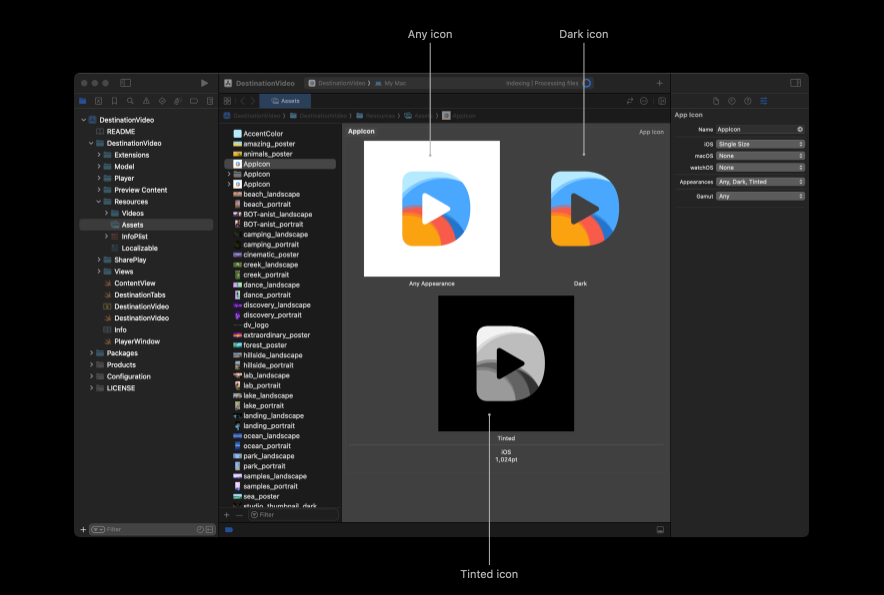 Any icon
Dark icon
DestinationVideo
DestinationVideo
My Mac
Indexing | Processing files
Assets
DestinationVideo
DestinationVideo
Resources
Assets
AppIcon
DestinationVideo
README
DestinationVideo
Extensions
Model
Player
Preview Content
Resources
Videos
Assets
InfoPlist
Localizable
SharePlay
Views
ContentView
DestinationTabs
DestinationVideo
DestinationVideo
Info
PlayerWindow
Packages
Products
Configuration
LICENSE
Filter
AccentColor
amazing_poster
animals_poster
AppIcon
AppIcon
AppIcon
beach_landscape
beach_portrait
BOT-anist_landscape
BOT-anist_portrait
camping_landscape
camping_portrait
cinematic_poster
creek_landscape
creek_portrait
dance_landscape
dance_portrait
discovery_landscape
discovery_portrait
dv_logo
extraordinary_poster
forest_poster
hillside_landscape
hillside_portrait
lab_landscape
lab_portrait
lake_landscape
lake_portrait
landing_landscape
landing_portrait
ocean_landscape
ocean_portrait
park_landscape
park_portrait
samples_landscape
samples_portrait
sea_poster
studio_thumbnail_dark
Filter
AppIcon
App Icon
Any Appearance
Dark
Tinted
iOS
1,024pt
App Icon
Name AppIcon
iOS Single Size
macOS None
watchOS None
Appearances Any, Dark, Tinted
Gamut Any
Tinted icon